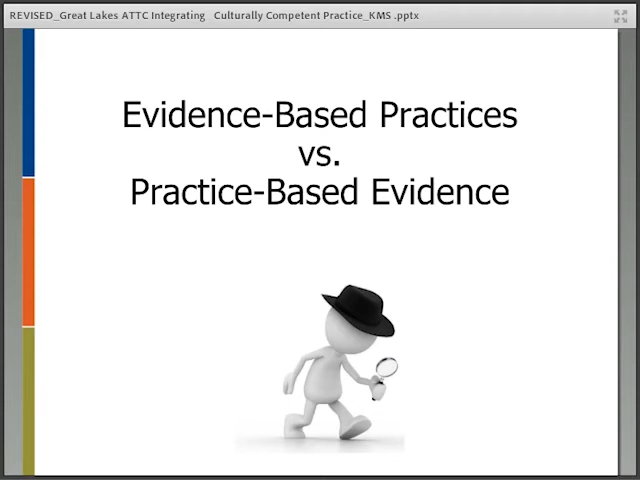 REVISED_Great Lakes ATTC Integrating Culturally Competent Practice_KMS .pptx
Evidence-Based Practices
vs.
Practice-Based Evidence